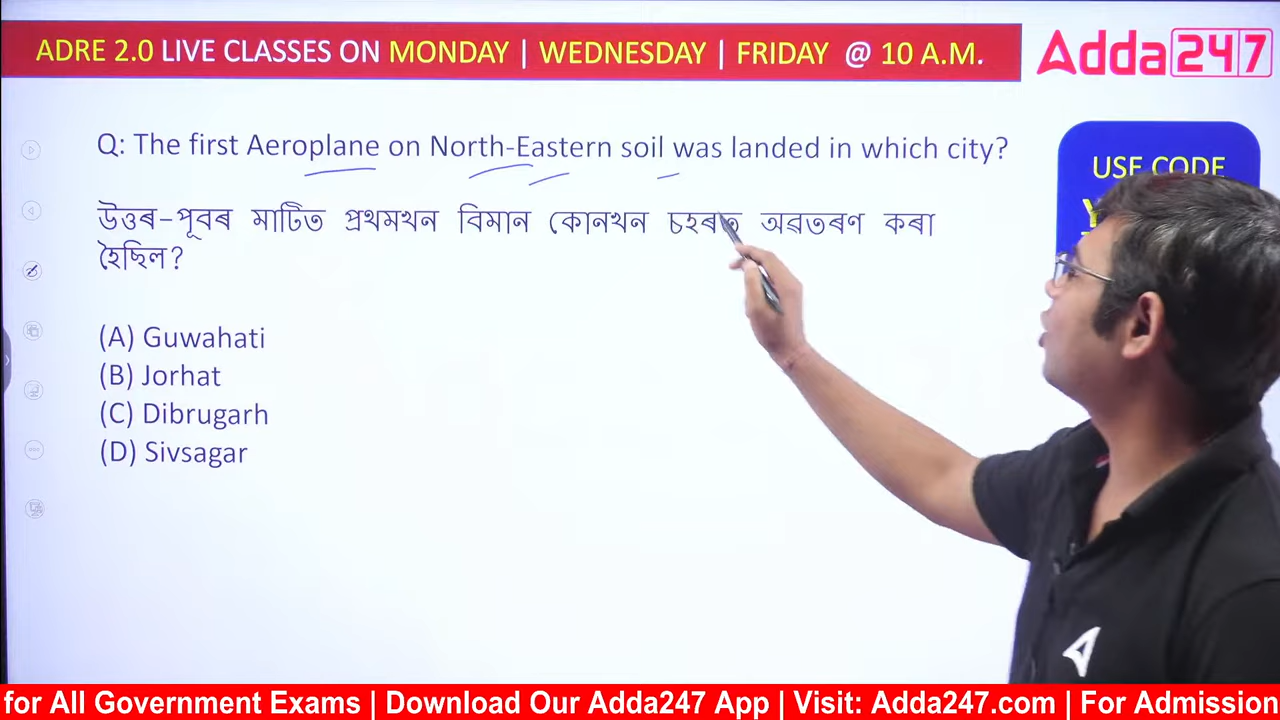 ADRE 2.0 LIVE CLASSES ON MONDAY | WEDNESDAY | FRIDAY @ 10 A.M.
Adda247
Q: The first Aeroplane on North-Eastern soil was landed in which city?
USE CODE
উত্তৰ-পূবৰ মাটিত প্ৰথমখন বিমান কোনখন চহৰত অৱতৰণ কৰা
হৈছিল?
(A) Guwahati
(B) Jorhat
(C) Dibrugarh
(D) Sivsagar
for All Government Exams | Download Our Adda247 App | Visit: Adda247.com | For Admission